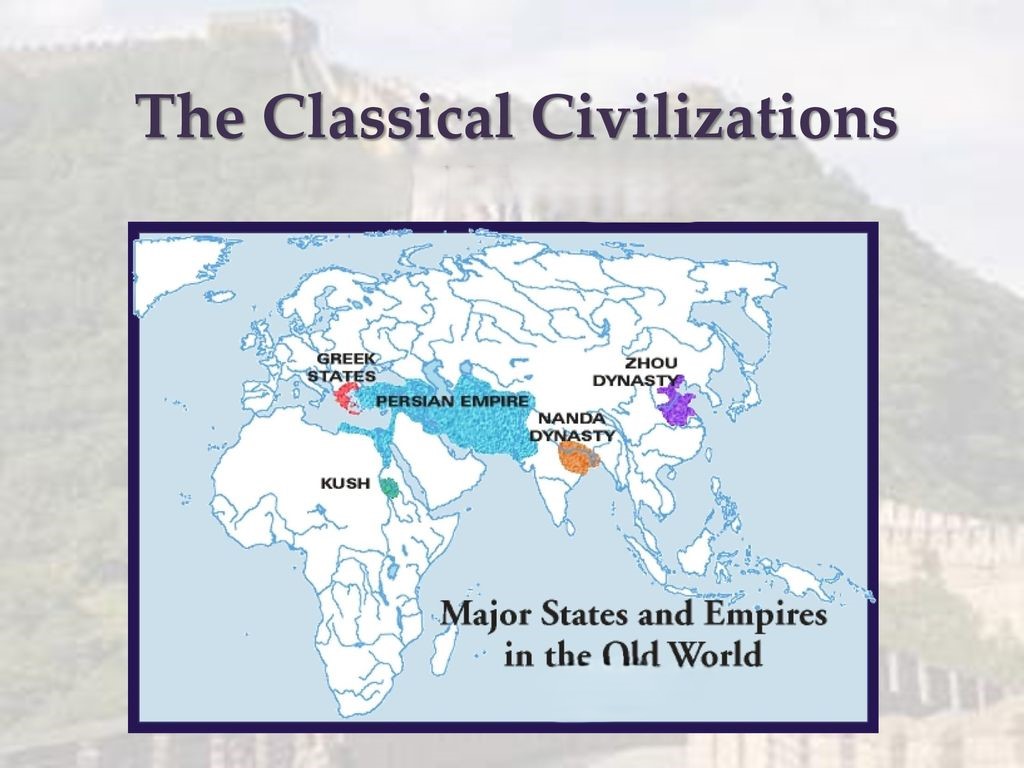 The Classical Civilizations
GREEK
STATES
ZHOU
DYNASTY
PERSIAN EMPIRE
NANDA
DYNASTY
KUSH
Major States and Empires
in the Old World